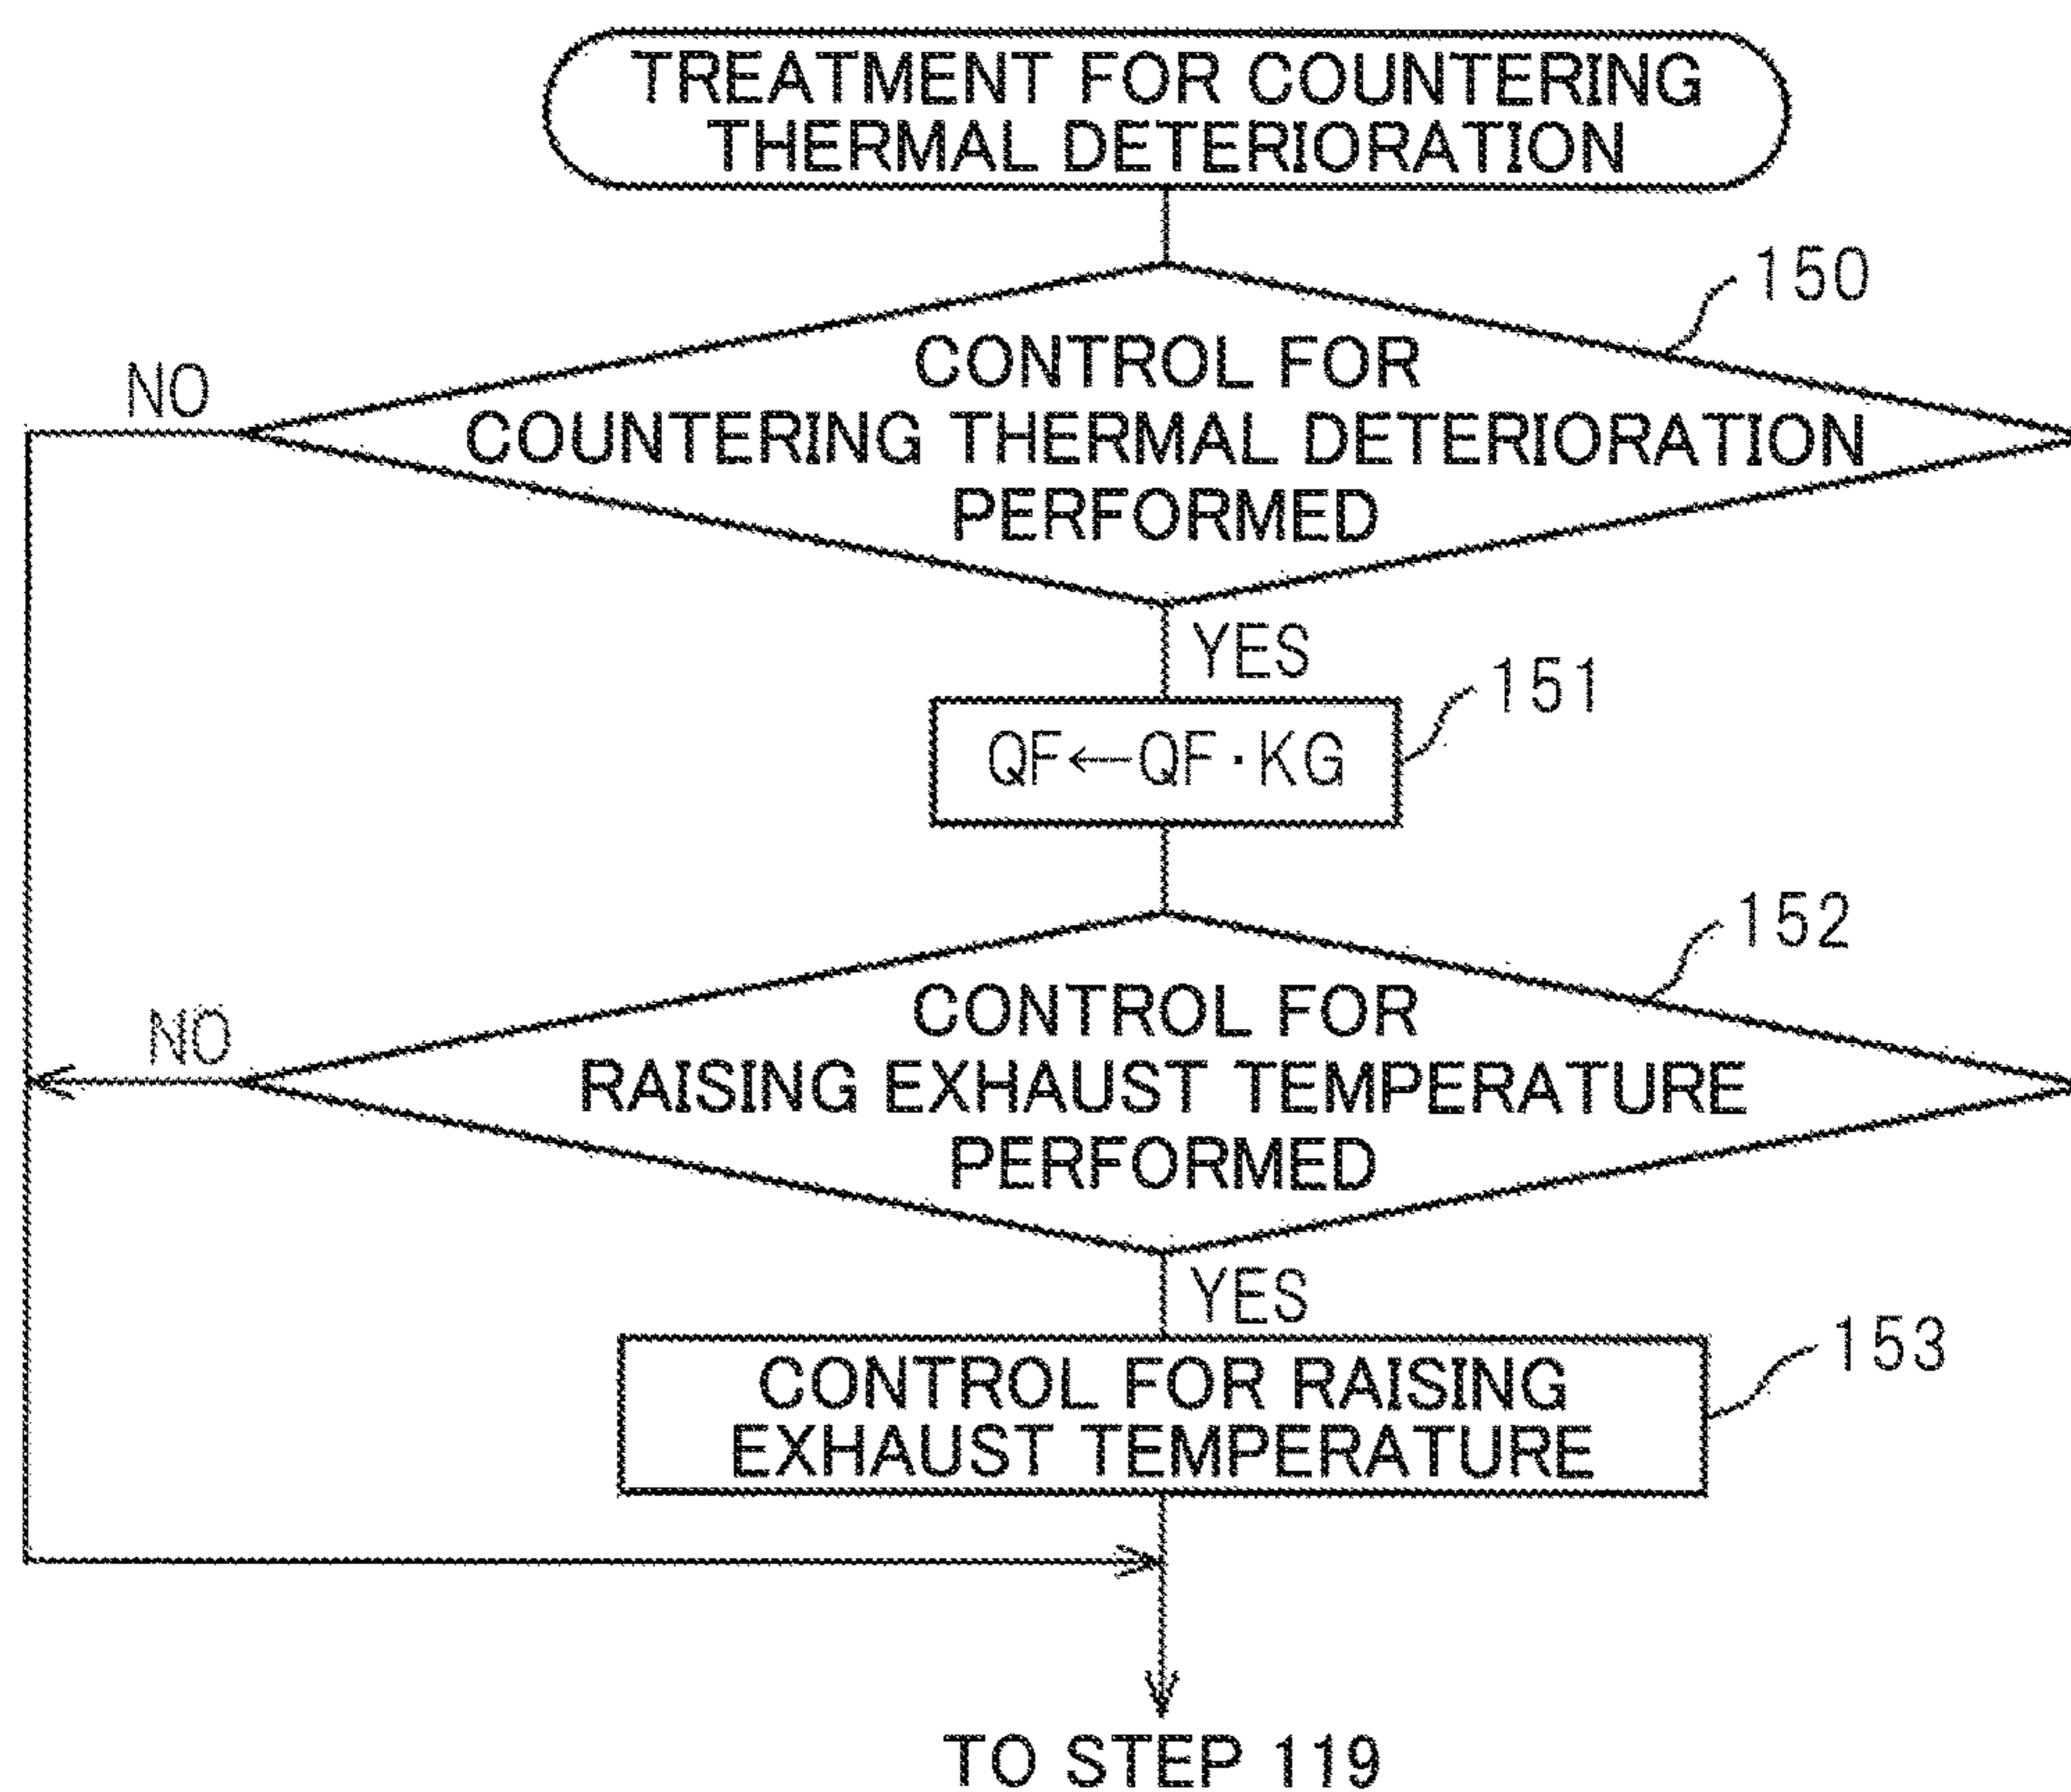 TREATMENT FOR COUNTERING
THERMAL DETERIORATION
150
CONTROL FOR
COUNTERING THERMAL DETERIORATION
PERFORMED
NO
YES
151
QF←QF·KG
152
CONTROL FOR
RAISING EXHAUST TEMPERATURE
PERFORMED
NO
YES
153
CONTROL FOR RAISING
EXHAUST TEMPERATURE
TO STEP 119